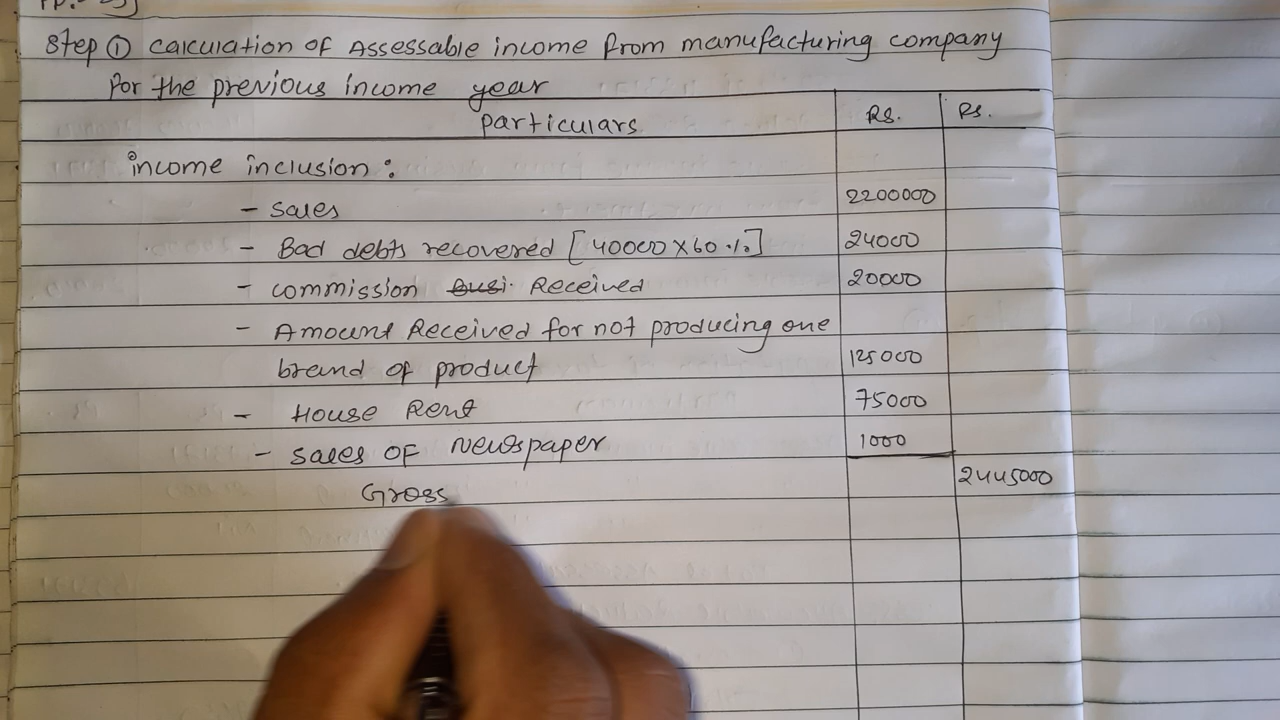 Step ① Calculation of Assessable income from manufacturing company
for the previous income year
particulars Rs. Rs.
income inclusion :
- Sales 2200000
- Bad debts recovered [40000 X 60 %] 24000
- commission Received 20000
- Amount Received for not producing one
brand of product 125000
- House Rent 75000
- Sales of Newspaper 1000
2445000
Gross